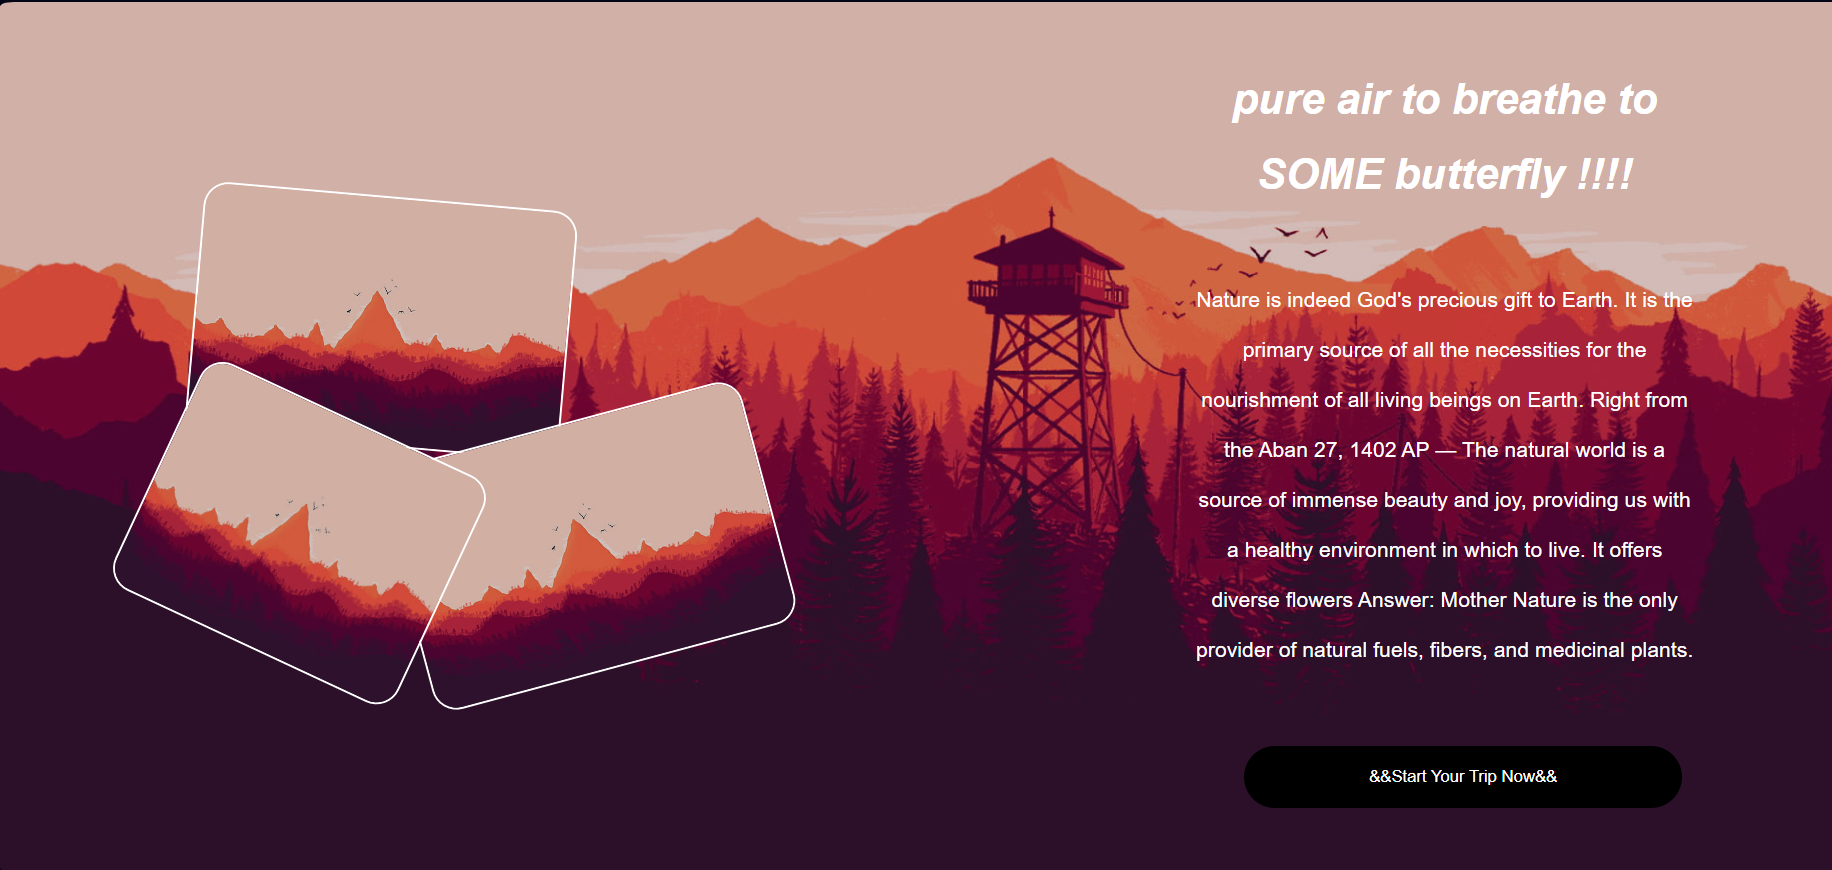 pure air to breathe to
SOME butterfly !!!!
Nature is indeed God's precious gift to Earth. It is the
primary source of all the necessities for the
nourishment of all living beings on Earth. Right from
the Aban 27, 1402 AP — The natural world is a
source of immense beauty and joy, providing us with
a healthy environment in which to live. It offers
diverse flowers Answer: Mother Nature is the only
provider of natural fuels, fibers, and medicinal plants.
&&Start Your Trip Now&&